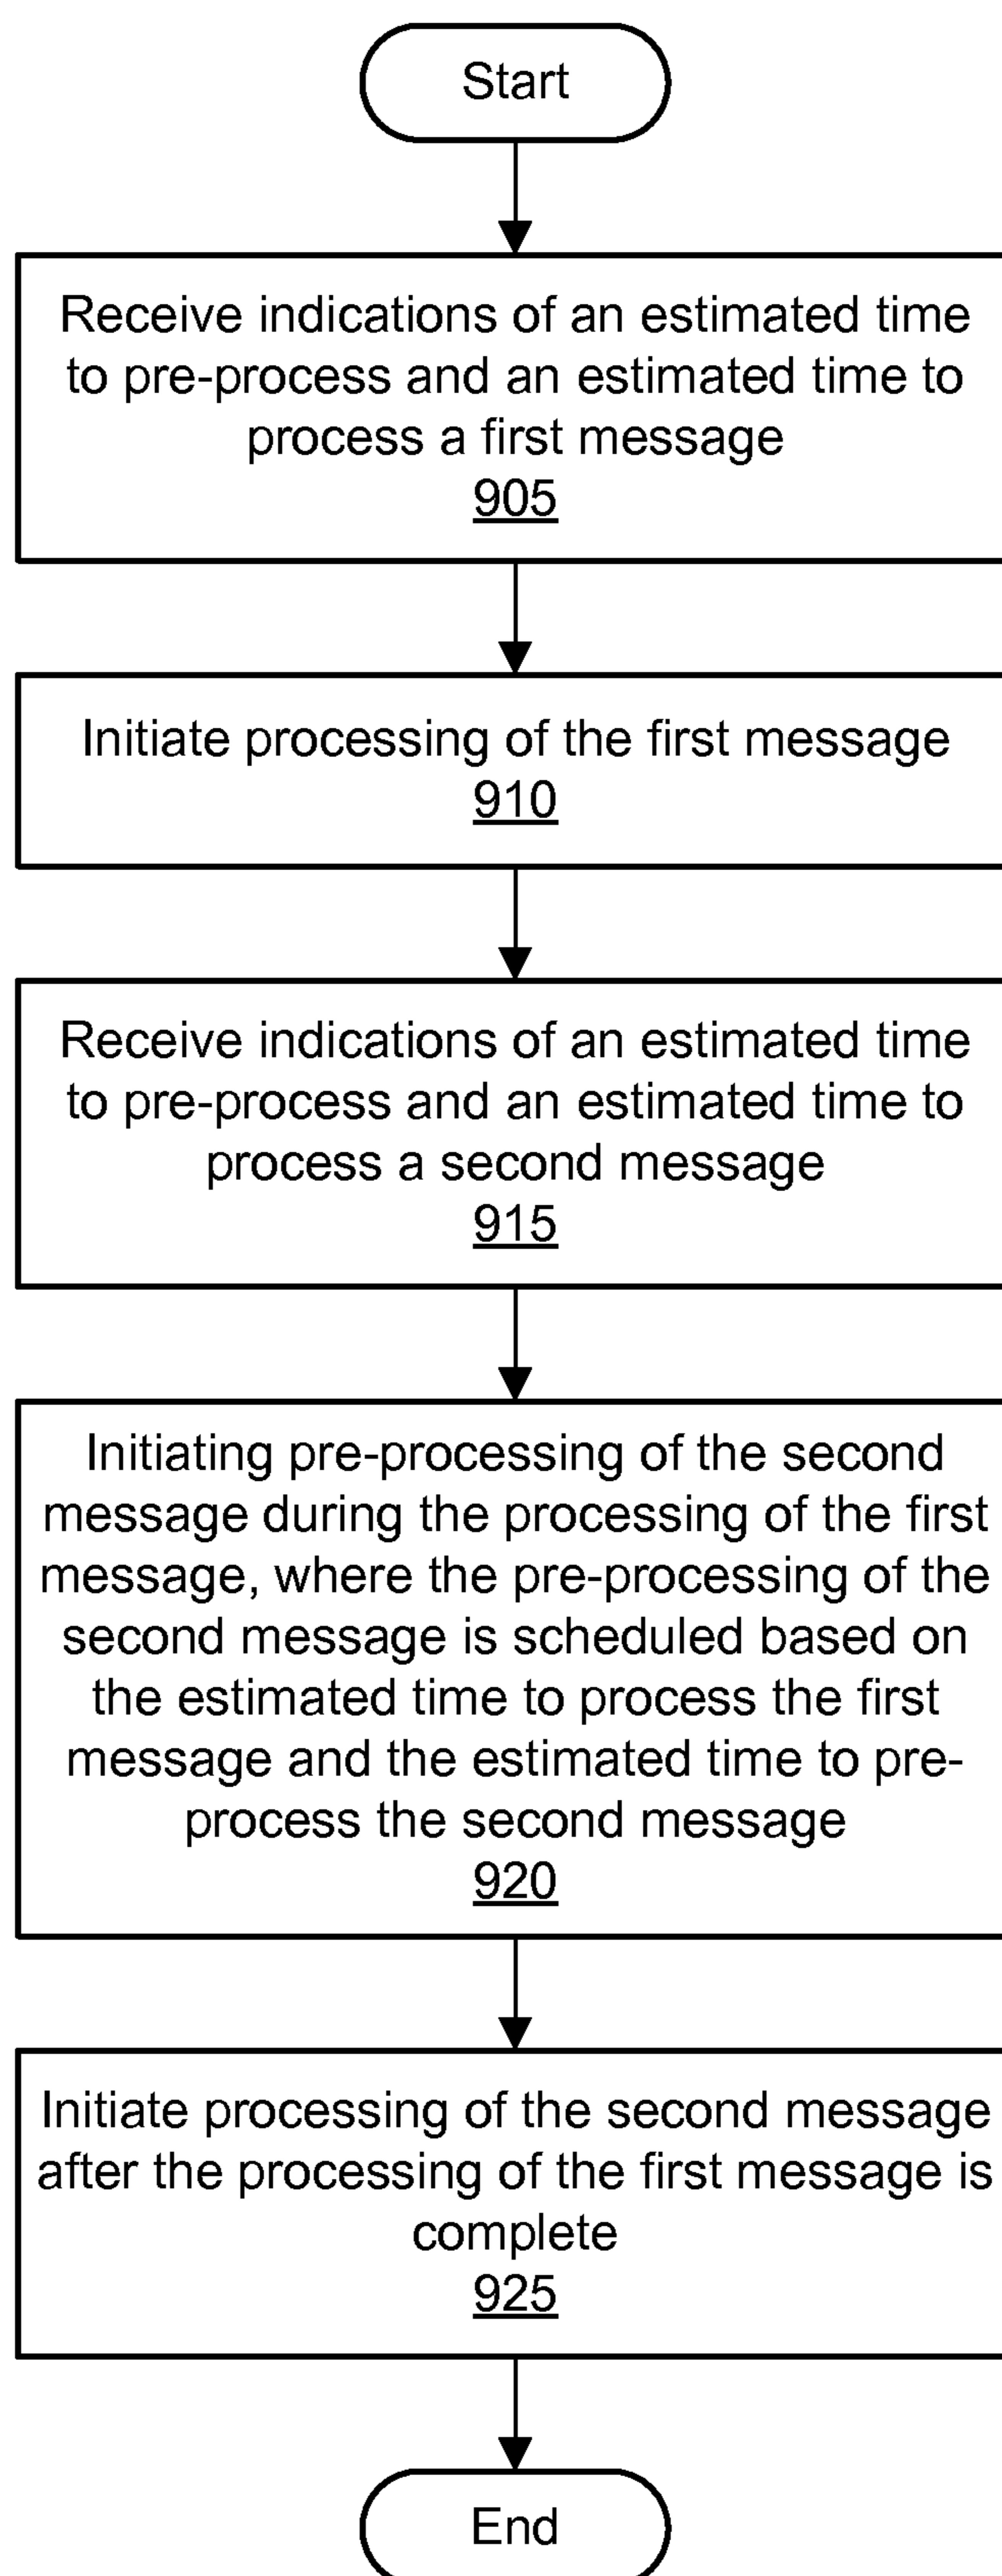 Start
Receive indications of an estimated time
to pre-process and an estimated time to
process a first message
905
Initiate processing of the first message
910
Receive indications of an estimated time
to pre-process and an estimated time to
process a second message
915
Initiating pre-processing of the second
message during the processing of the first
message, where the pre-processing of the
second message is scheduled based on
the estimated time to process the first
message and the estimated time to pre-
process the second message
920
Initiate processing of the second message
after the processing of the first message is
complete
925
End